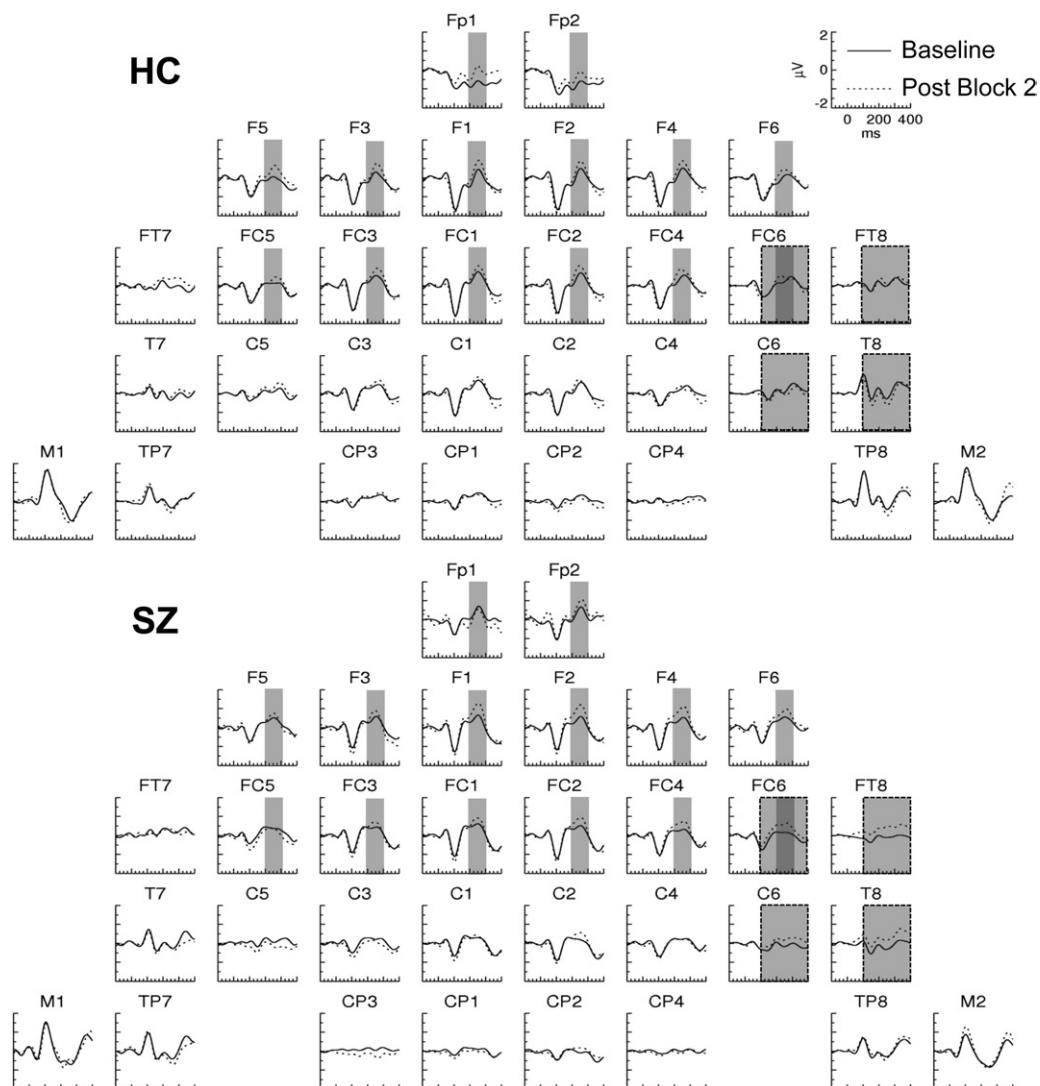 Fp1 Fp2
2
0
-2
μV
0 200 400
ms
Baseline
Post Block 2
HC
F5 F3 F1 F2 F4 F6
FT7 FC5 FC3 FC1 FC2 FC4 FC6 FT8
T7 C5 C3 C1 C2 C4 C6 T8
M1 TP7 CP3 CP1 CP2 CP4 TP8 M2
Fp1 Fp2
SZ
F5 F3 F1 F2 F4 F6
FT7 FC5 FC3 FC1 FC2 FC4 FC6 FT8
T7 C5 C3 C1 C2 C4 C6 T8
M1 TP7 CP3 CP1 CP2 CP4 TP8 M2